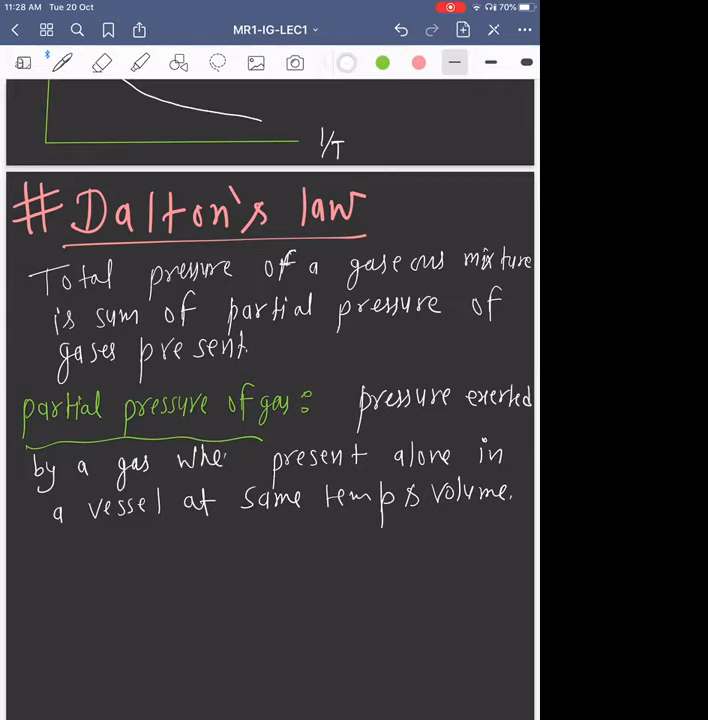 11:28 AM Tue 20 Oct
70%
MR1-IG-LEC1
1/T
# Dalton's law
Total pressure of a gaseous mixture
is sum of partial pressure of
gases present.
partial pressure of gas: pressure exerted
by a gas whe present alone in
a vessel at same temp & volume.